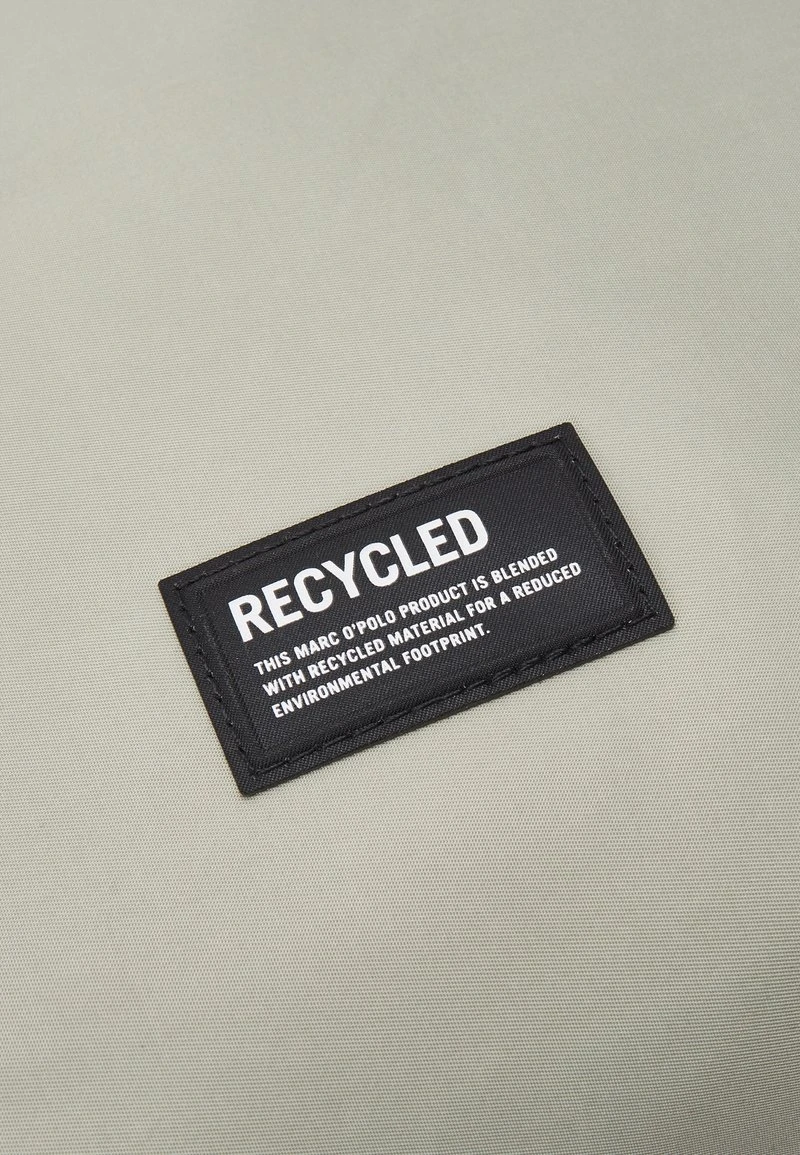 RECYCLED
THIS MARC O'POLO PRODUCT IS BLENDED
WITH RECYCLED MATERIAL FOR A REDUCED
ENVIRONMENTAL FOOTPRINT.